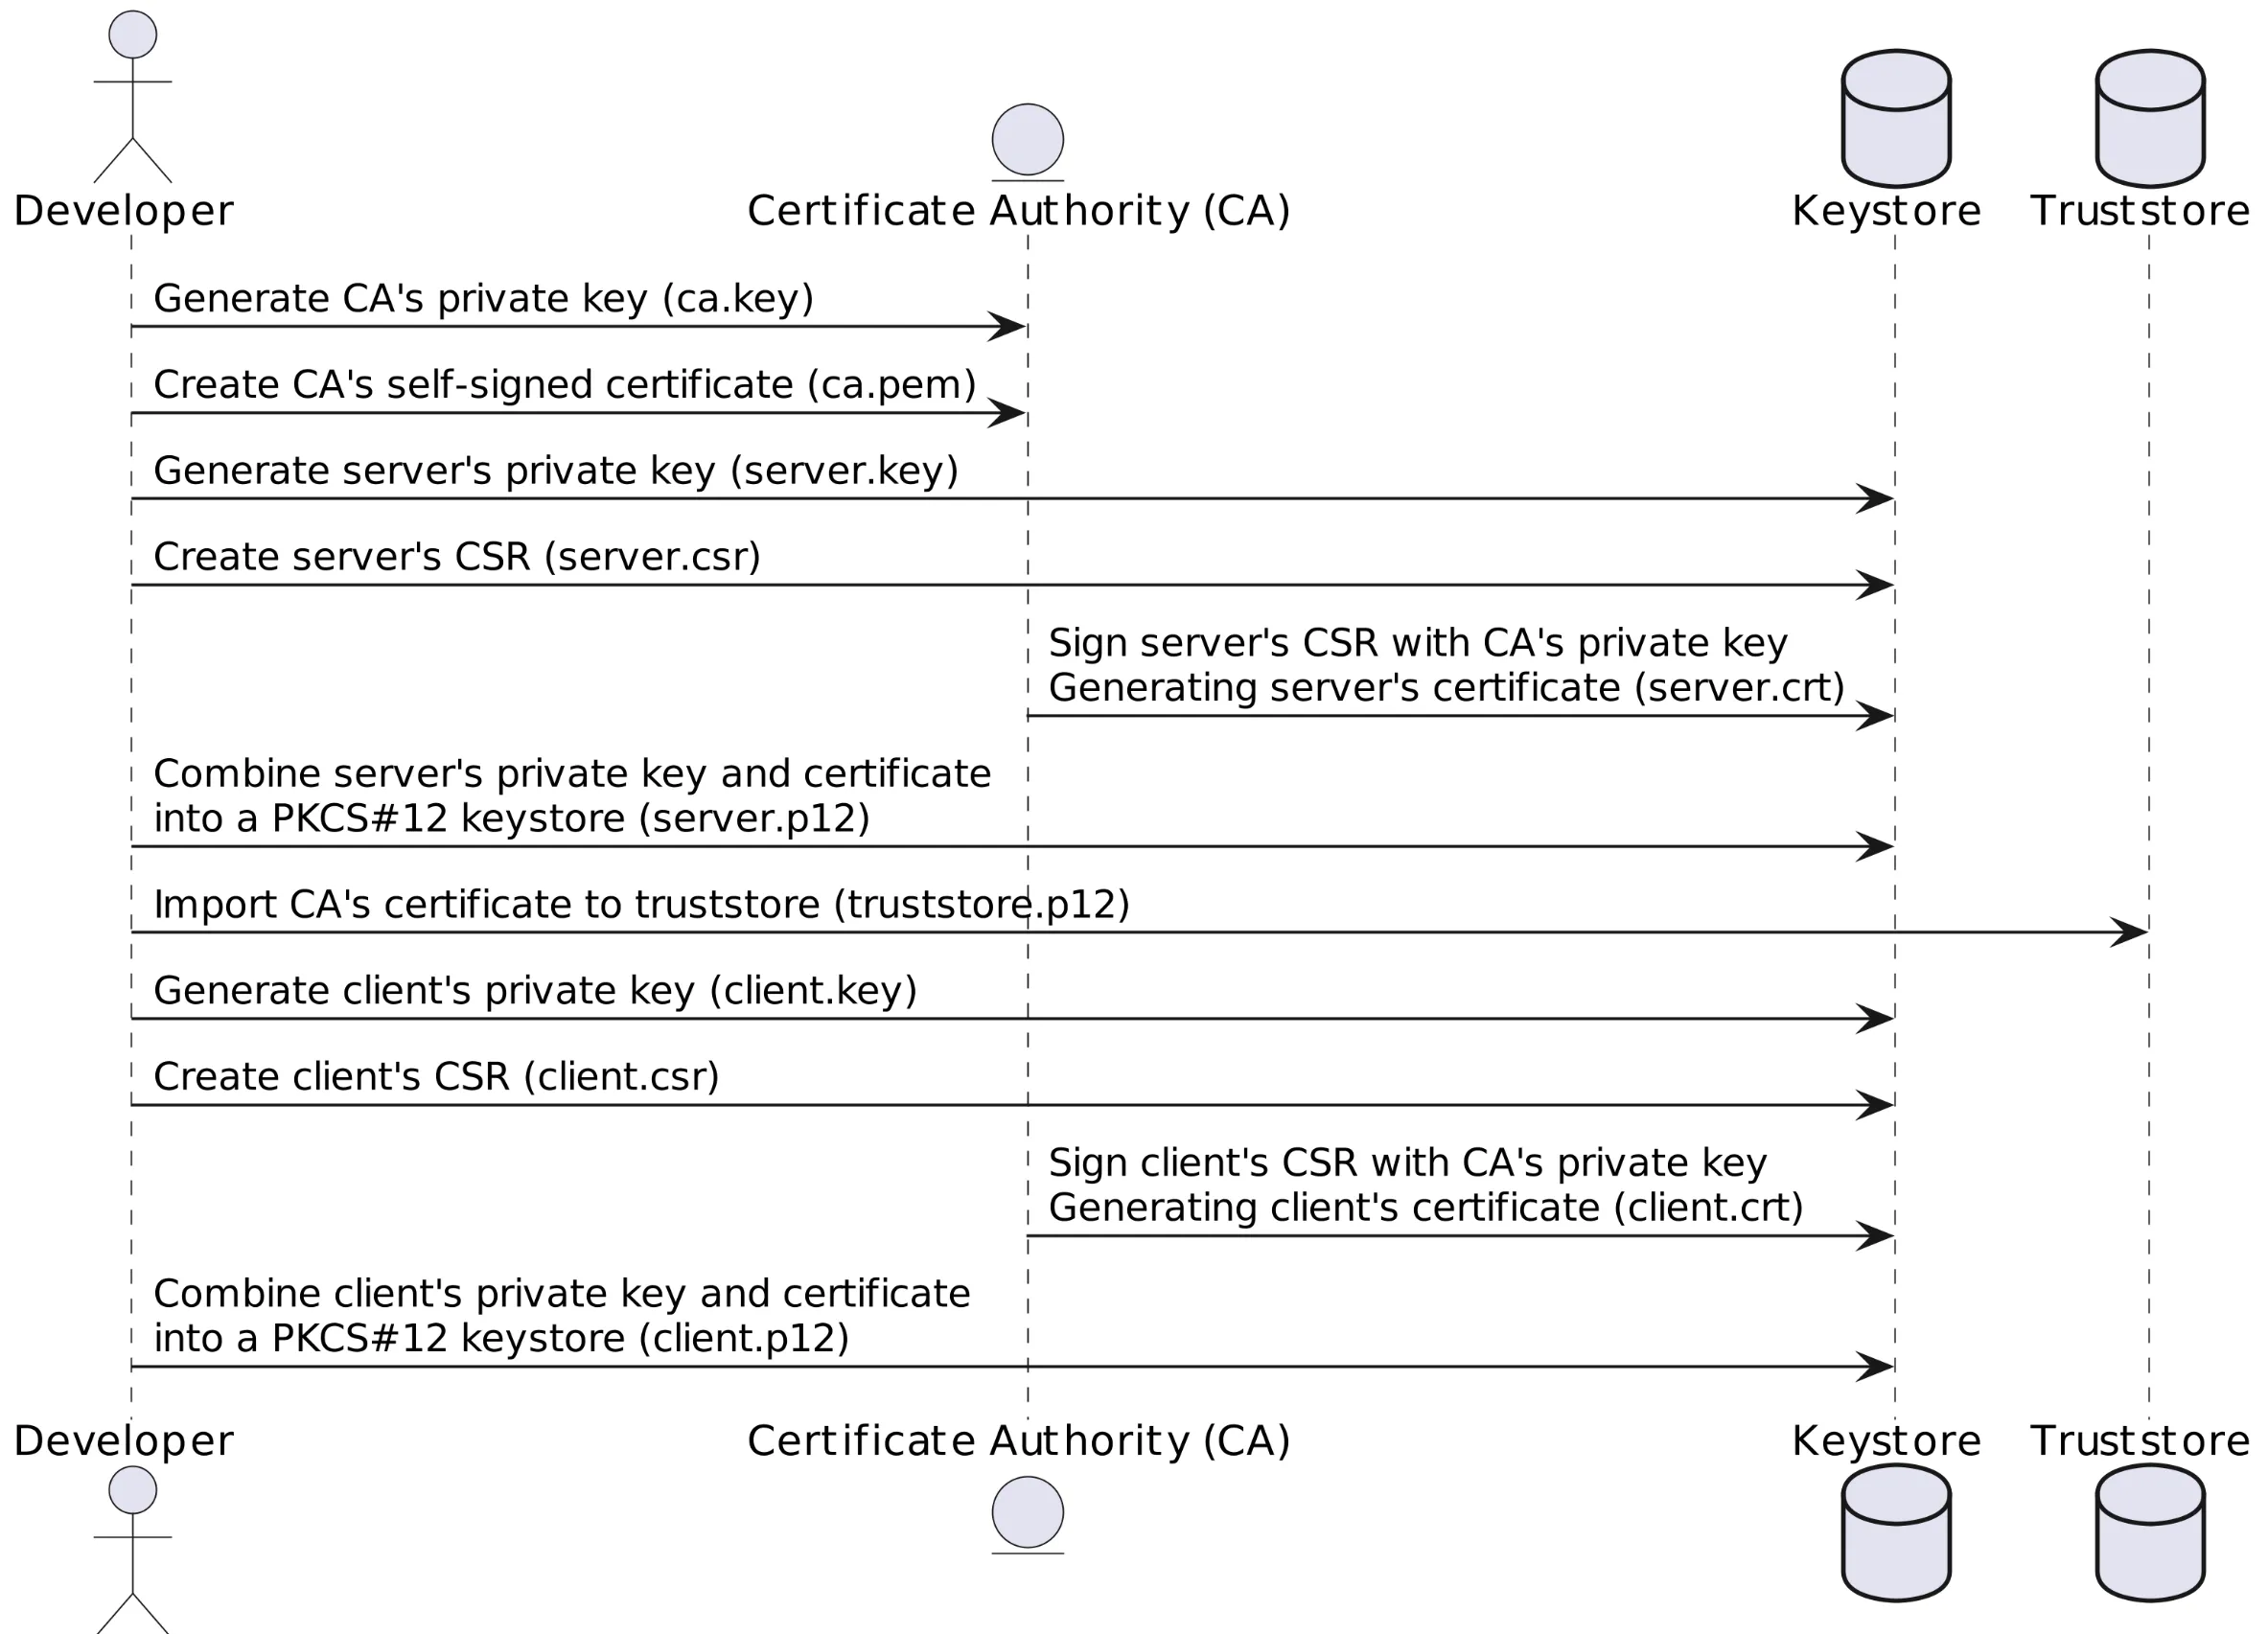 Developer
Certificate Authority (CA)
Keystore
Truststore
Generate CA's private key (ca.key)
Create CA's self-signed certificate (ca.pem)
Generate server's private key (server.key)
Create server's CSR (server.csr)
Sign server's CSR with CA's private key
Generating server's certificate (server.crt)
Combine server's private key and certificate
into a PKCS#12 keystore (server.p12)
Import CA's certificate to truststore (truststore.p12)
Generate client's private key (client.key)
Create client's CSR (client.csr)
Sign client's CSR with CA's private key
Generating client's certificate (client.crt)
Combine client's private key and certificate
into a PKCS#12 keystore (client.p12)
Developer
Certificate Authority (CA)
Keystore
Truststore